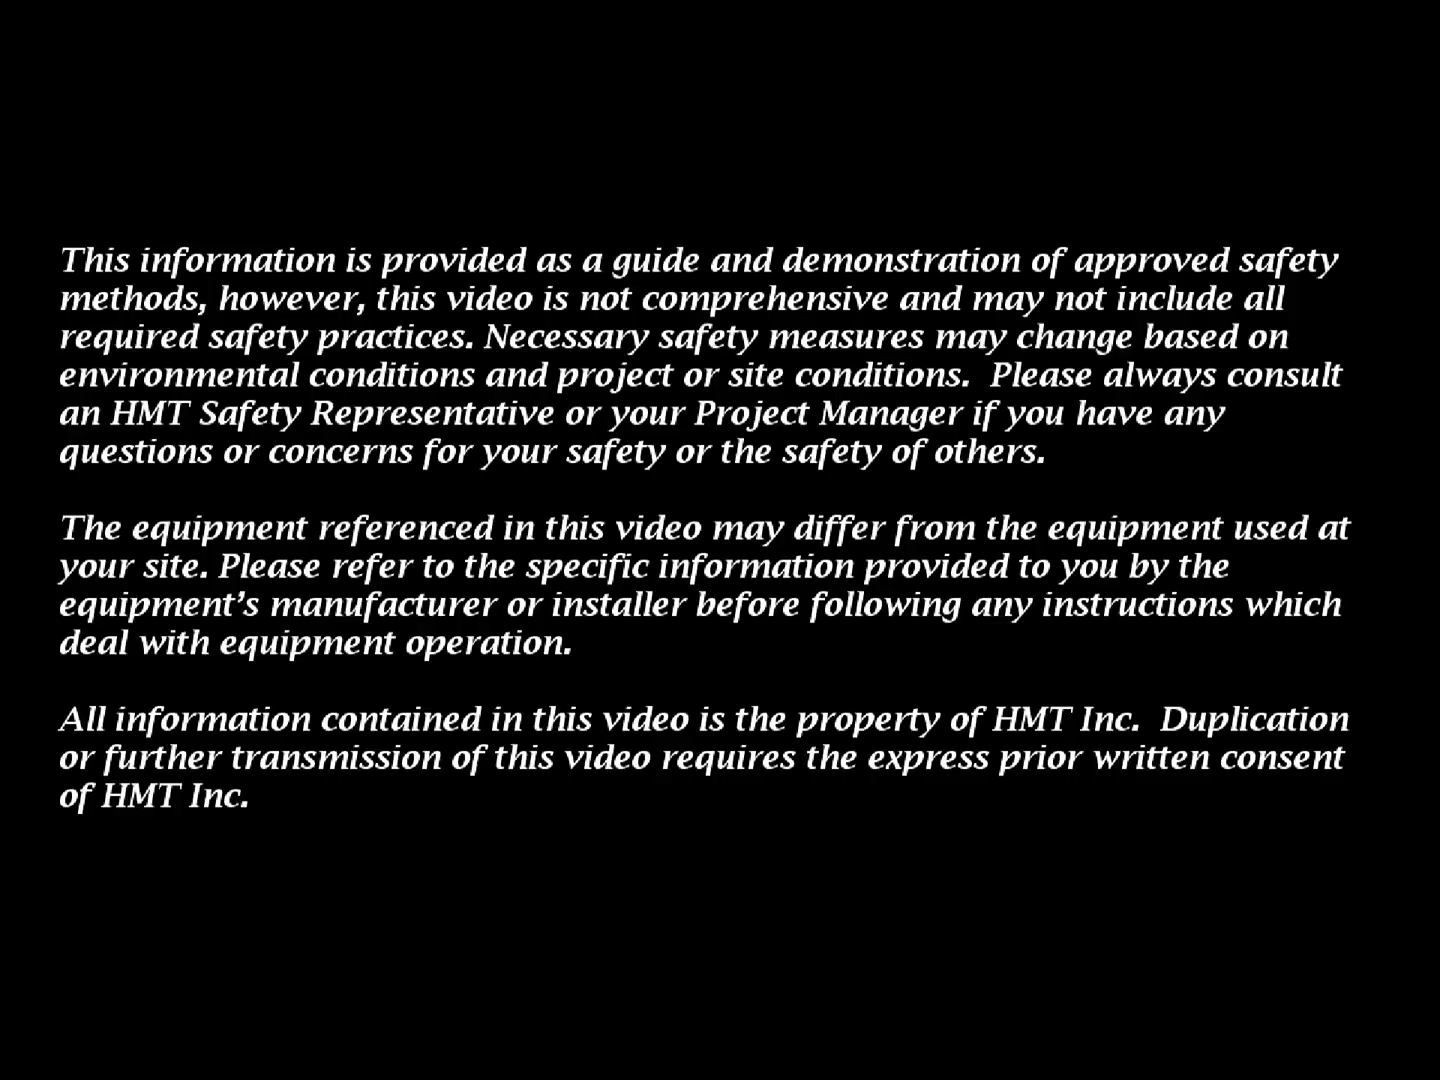 This information is provided as a guide and demonstration of approved safety
methods, however, this video is not comprehensive and may not include all
required safety practices. Necessary safety measures may change based on
environmental conditions and project or site conditions.  Please always consult
an HMT Safety Representative or your Project Manager if you have any
questions or concerns for your safety or the safety of others.

The equipment referenced in this video may differ from the equipment used at
your site. Please refer to the specific information provided to you by the
equipment’s manufacturer or installer before following any instructions which
deal with equipment operation.

All information contained in this video is the property of HMT Inc.  Duplication
or further transmission of this video requires the express prior written consent
of HMT Inc.